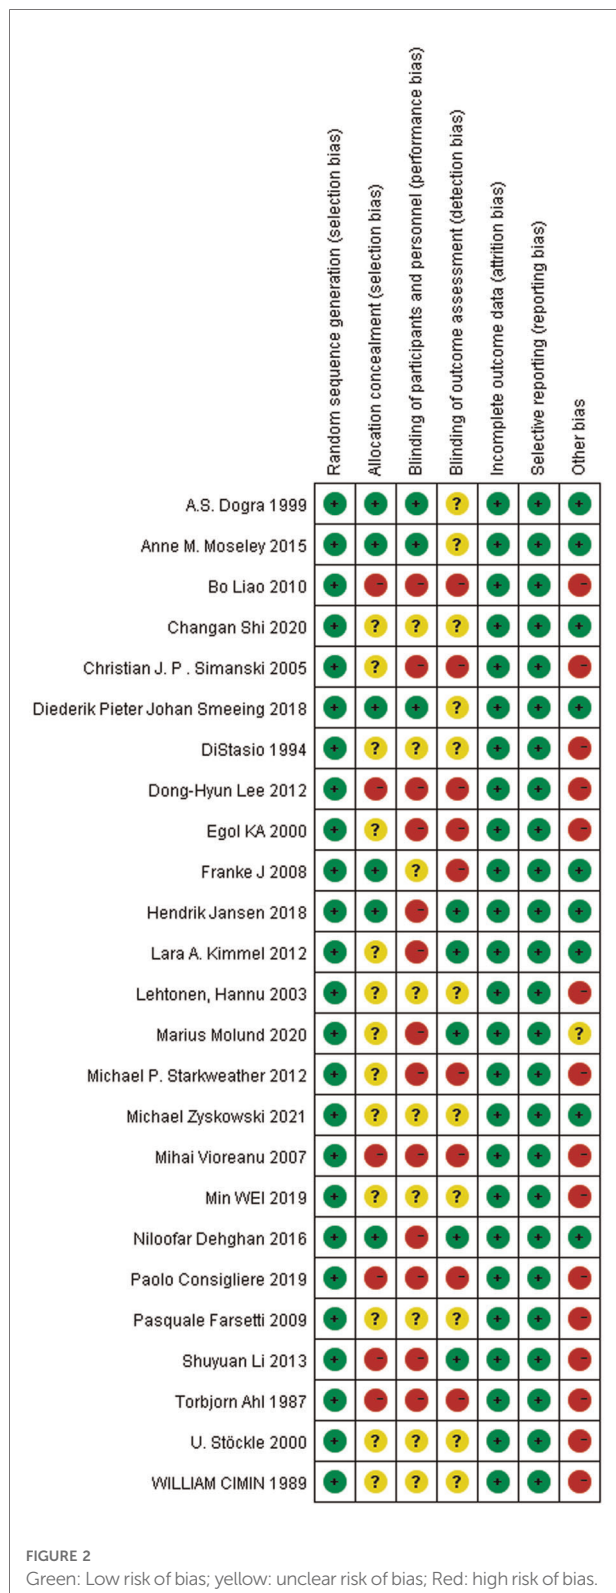 Random sequence generation (selection bias)
Allocation concealment (selection bias)
Blinding of participants and personnel (performance bias)
Blinding of outcome assessment (detection bias)
Incomplete outcome data (attrition bias)
Selective reporting (reporting bias)
Other bias
A.S. Dogra 1999 + + + ? + + +
Anne M. Moseley 2015 + + + ? + + +
Bo Liao 2010 + - - - + + -
Changan Shi 2020 + ? ? ? + + +
Christian J. P . Simanski 2005 + ? - - + + -
Diederik Pieter Johan Smeeing 2018 + + + ? + + +
DiStasio 1994 + ? ? ? + + -
Dong-Hyun Lee 2012 + - - - + + -
Egol KA 2000 + ? - - + + -
Franke J 2008 + + ? - + + +
Hendrik Jansen 2018 + + - + + + +
Lara A. Kimmel 2012 + ? - + + + +
Lehtonen, Hannu 2003 + ? ? ? + + -
Marius Molund 2020 + ? - + + + ?
Michael P. Starkweather 2012 + ? - - + + -
Michael Zyskowski 2021 + ? ? ? + + +
Mihai Vioreanu 2007 + - - - + + -
Min WEI 2019 + ? ? ? + + -
Niloofar Dehghan 2016 + + - + + + +
Paolo Consigliere 2019 + - - - + + -
Pasquale Farsetti 2009 + ? ? ? + + -
Shuyuan Li 2013 + - - + + + -
Torbjorn Ahl 1987 + - - - + + -
U. Stöckle 2000 + ? ? ? + + -
WILLIAM CIMIN 1989 + ? ? ? + + -
FIGURE 2
Green: Low risk of bias; yellow: unclear risk of bias; Red: high risk of bias.